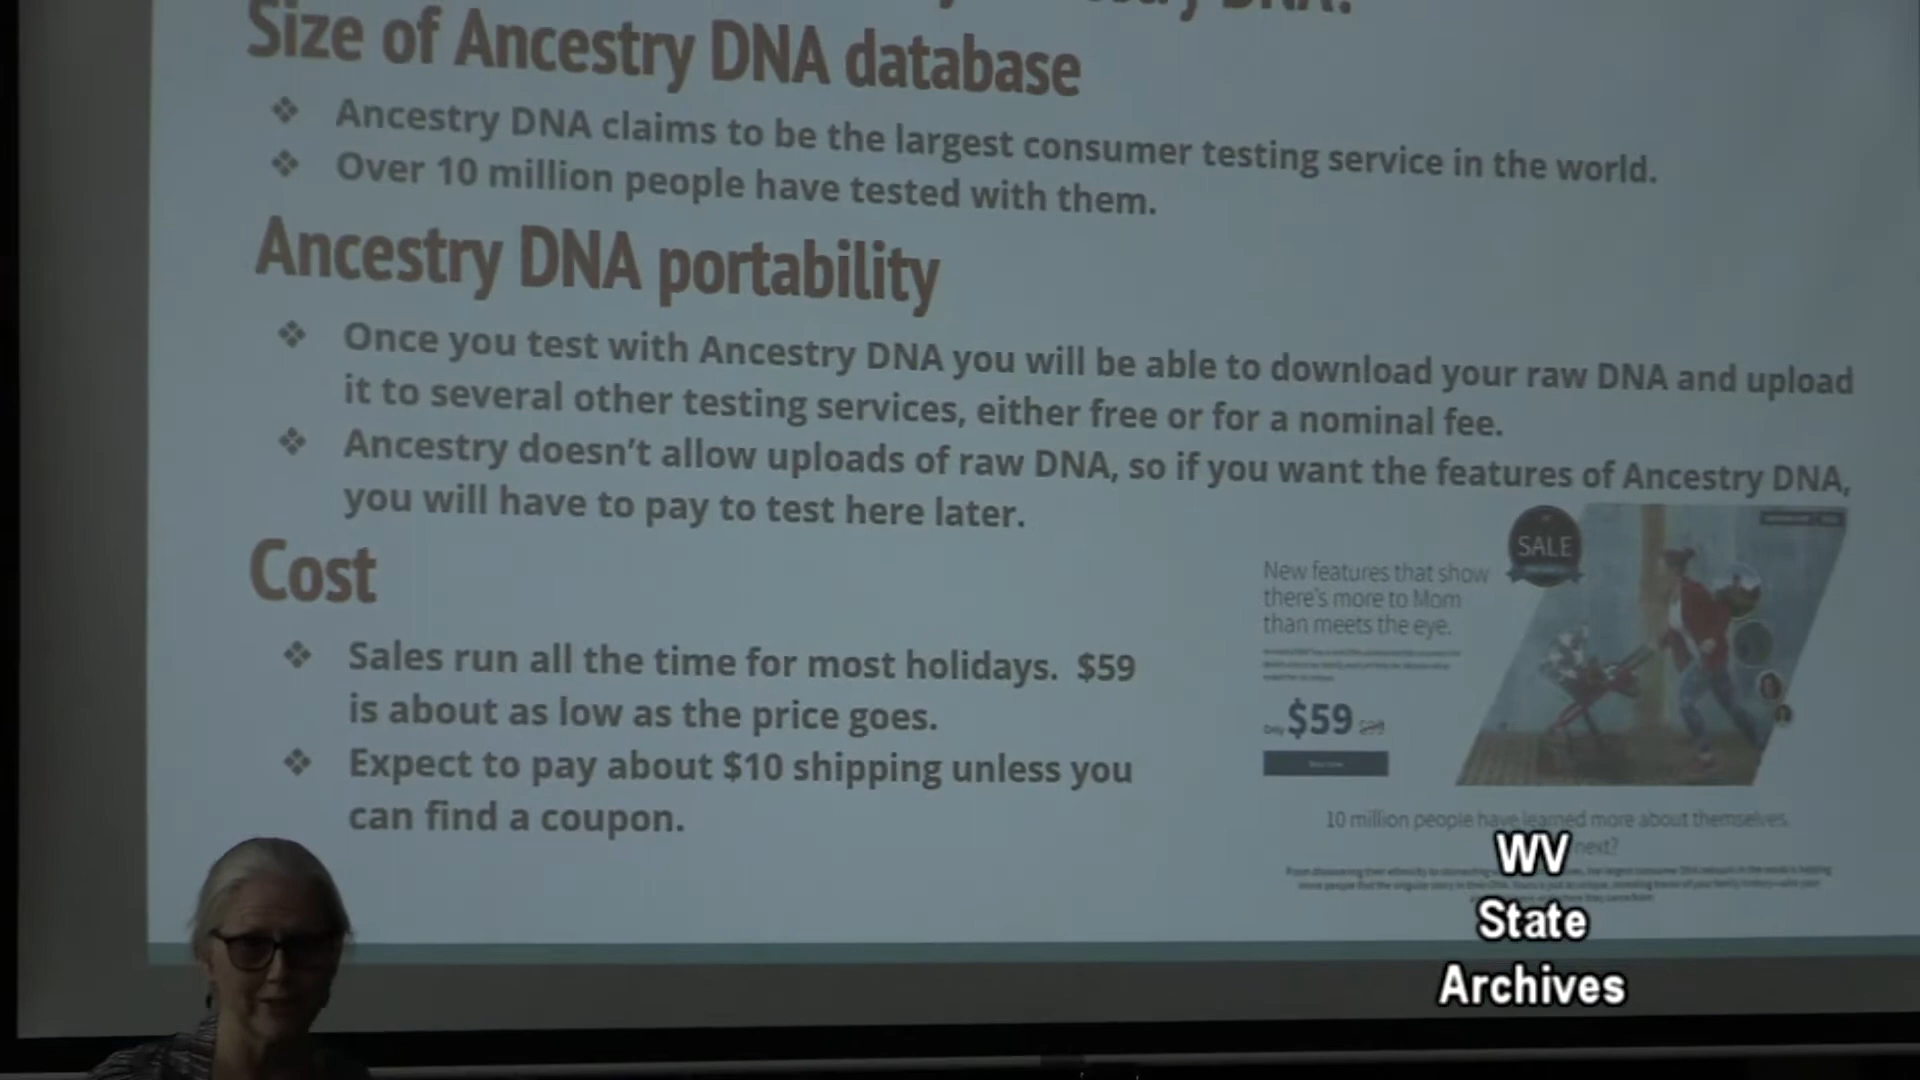 DNA?
Size of Ancestry DNA database
❖ Ancestry DNA claims to be the largest consumer testing service in the world.
❖ Over 10 million people have tested with them.
Ancestry DNA portability
❖ Once you test with Ancestry DNA you will be able to download your raw DNA and upload
it to several other testing services, either free or for a nominal fee.
❖ Ancestry doesn't allow uploads of raw DNA, so if you want the features of Ancestry DNA,
you will have to pay to test here later.
Cost
❖ Sales run all the time for most holidays. $59
is about as low as the price goes.
❖ Expect to pay about $10 shipping unless you
can find a coupon.
SALE
New features that show
there's more to Mom
than meets the eye.
Only $59
10 million people have learned more about themselves.
next?
WV
State
Archives